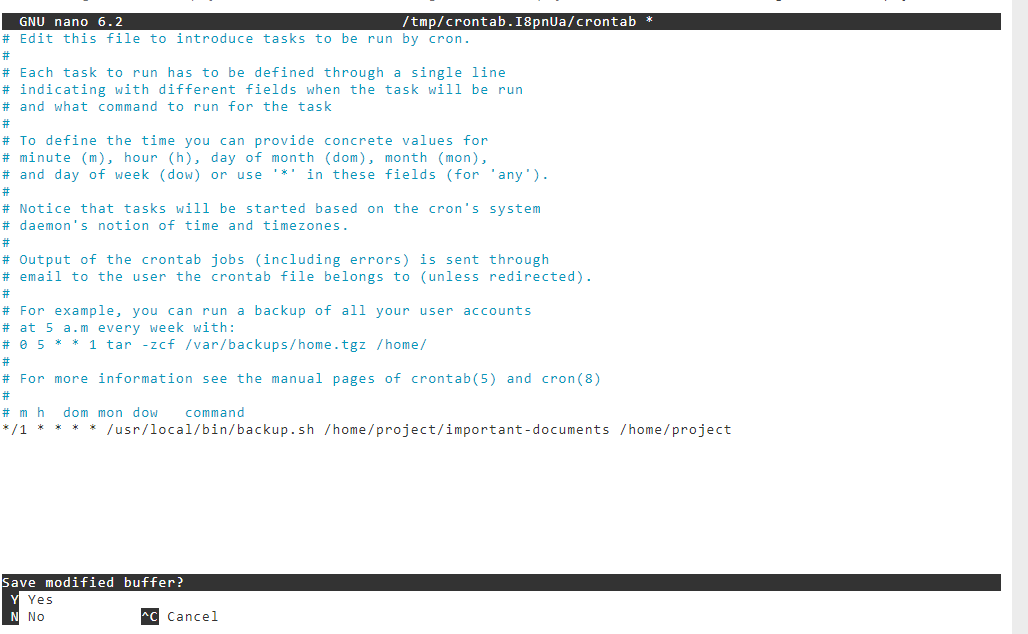 GNU nano 6.2 /tmp/crontab.I8pnUa/crontab *
# Edit this file to introduce tasks to be run by cron.
#
# Each task to run has to be defined through a single line
# indicating with different fields when the task will be run
# and what command to run for the task
#
# To define the time you can provide concrete values for
# minute (m), hour (h), day of month (dom), month (mon),
# and day of week (dow) or use '*' in these fields (for 'any').
#
# Notice that tasks will be started based on the cron's system
# daemon's notion of time and timezones.
#
# Output of the crontab jobs (including errors) is sent through
# email to the user the crontab file belongs to (unless redirected).
#
# For example, you can run a backup of all your user accounts
# at 5 a.m every week with:
# 0 5 * * 1 tar -zcf /var/backups/home.tgz /home/
#
# For more information see the manual pages of crontab(5) and cron(8)
#
# m h  dom mon dow   command
*/1 * * * * /usr/local/bin/backup.sh /home/project/important-documents /home/project
Save modified buffer?
Y Yes
N No ^C Cancel